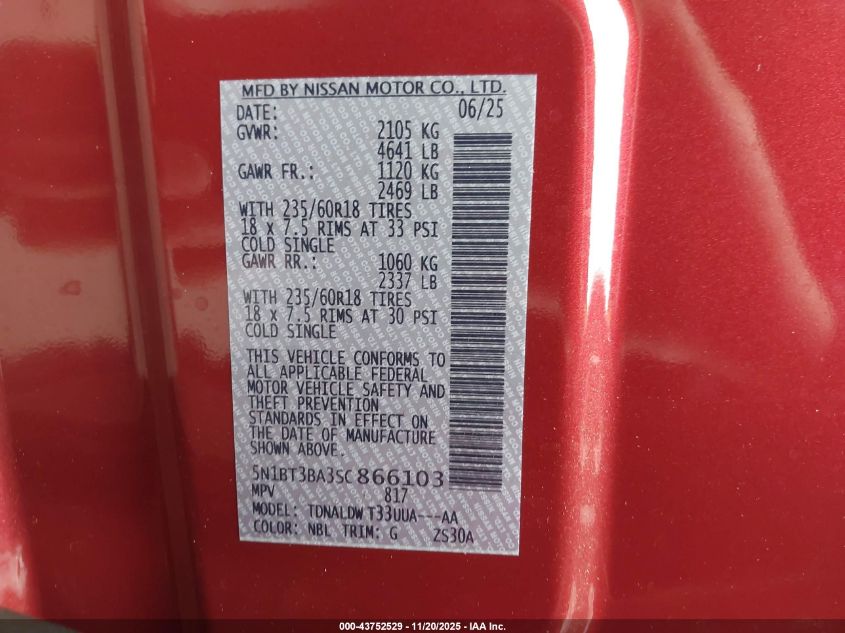 MFD BY NISSAN MOTOR CO., LTD.
DATE: 06/25
GVWR: 2105 KG
4641 LB
GAWR FR.: 1120 KG
2469 LB
WITH 235/60R18 TIRES
18 x 7.5 RIMS AT 33 PSI
COLD SINGLE
GAWR RR.: 1060 KG
2337 LB
WITH 235/60R18 TIRES
18 x 7.5 RIMS AT 30 PSI
COLD SINGLE
THIS VEHICLE CONFORMS TO
ALL APPLICABLE FEDERAL
MOTOR VEHICLE SAFETY AND
THEFT PREVENTION
STANDARDS IN EFFECT ON
THE DATE OF MANUFACTURE
SHOWN ABOVE.
5N1BT3BA3SC866103
MPV 817
MODEL: TDNALDW T33UUA---AA
COLOR: NBL TRIM: G 2S30A
000-43752529 - 11/20/2025 - IAA Inc.